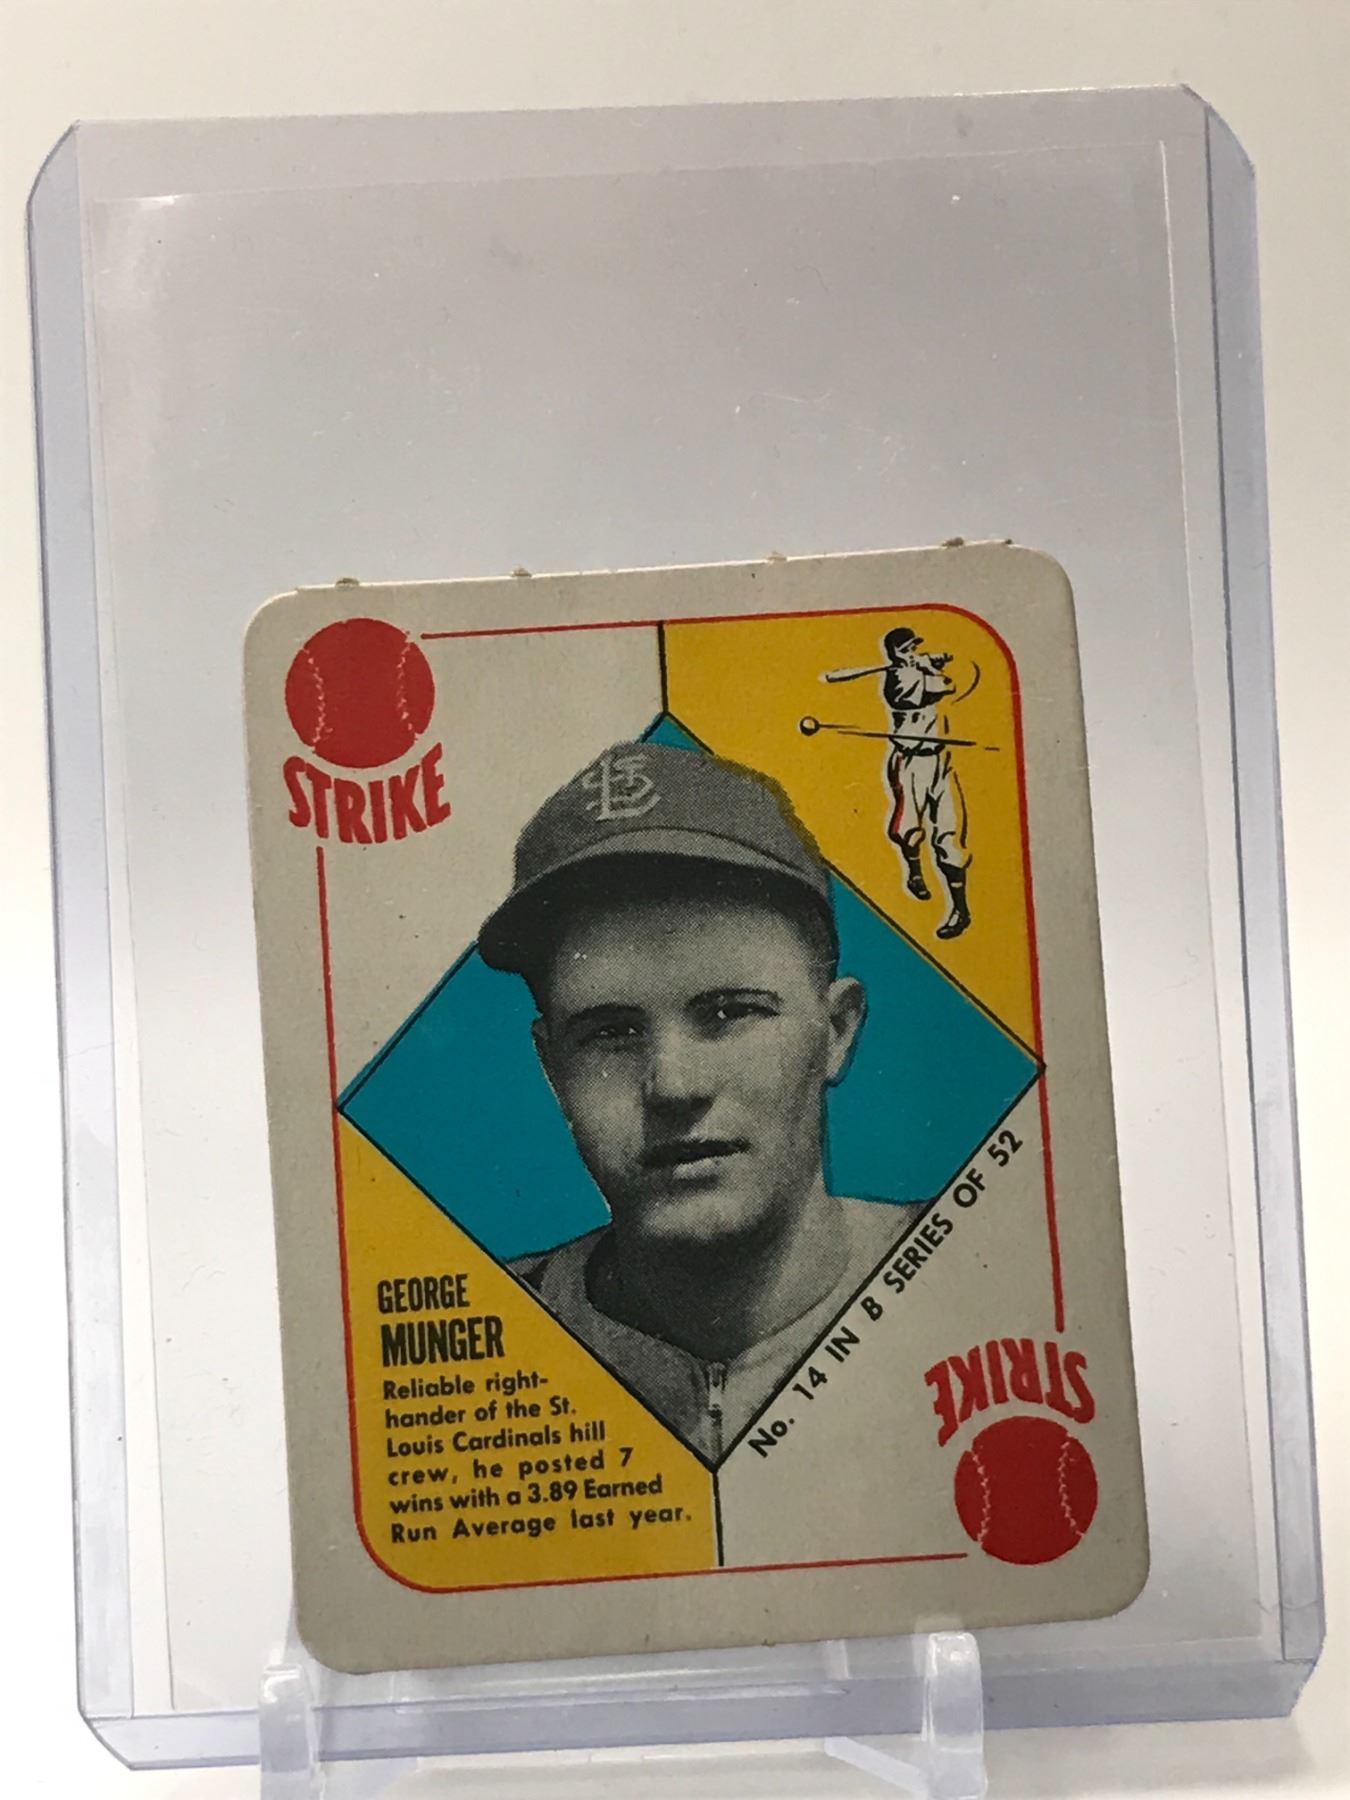 STRIKE
STL
GEORGE
MUNGER
Reliable right-
hander of the St.
Louis Cardinals hill
crew, he posted 7
wins with a 3.89 Earned
Run Average last year.
No. 14 IN B SERIES OF 52
STRIKE